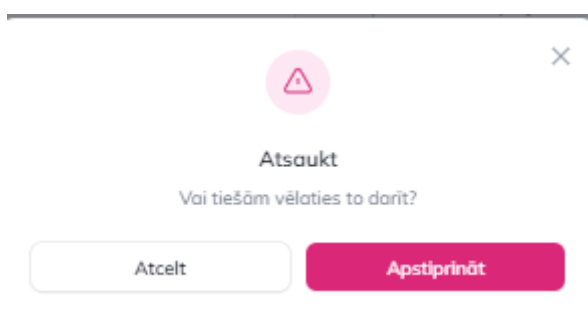 Atsaukt
Vai tiešām vēlaties to darīt?
Atcelt
Apstiprināt